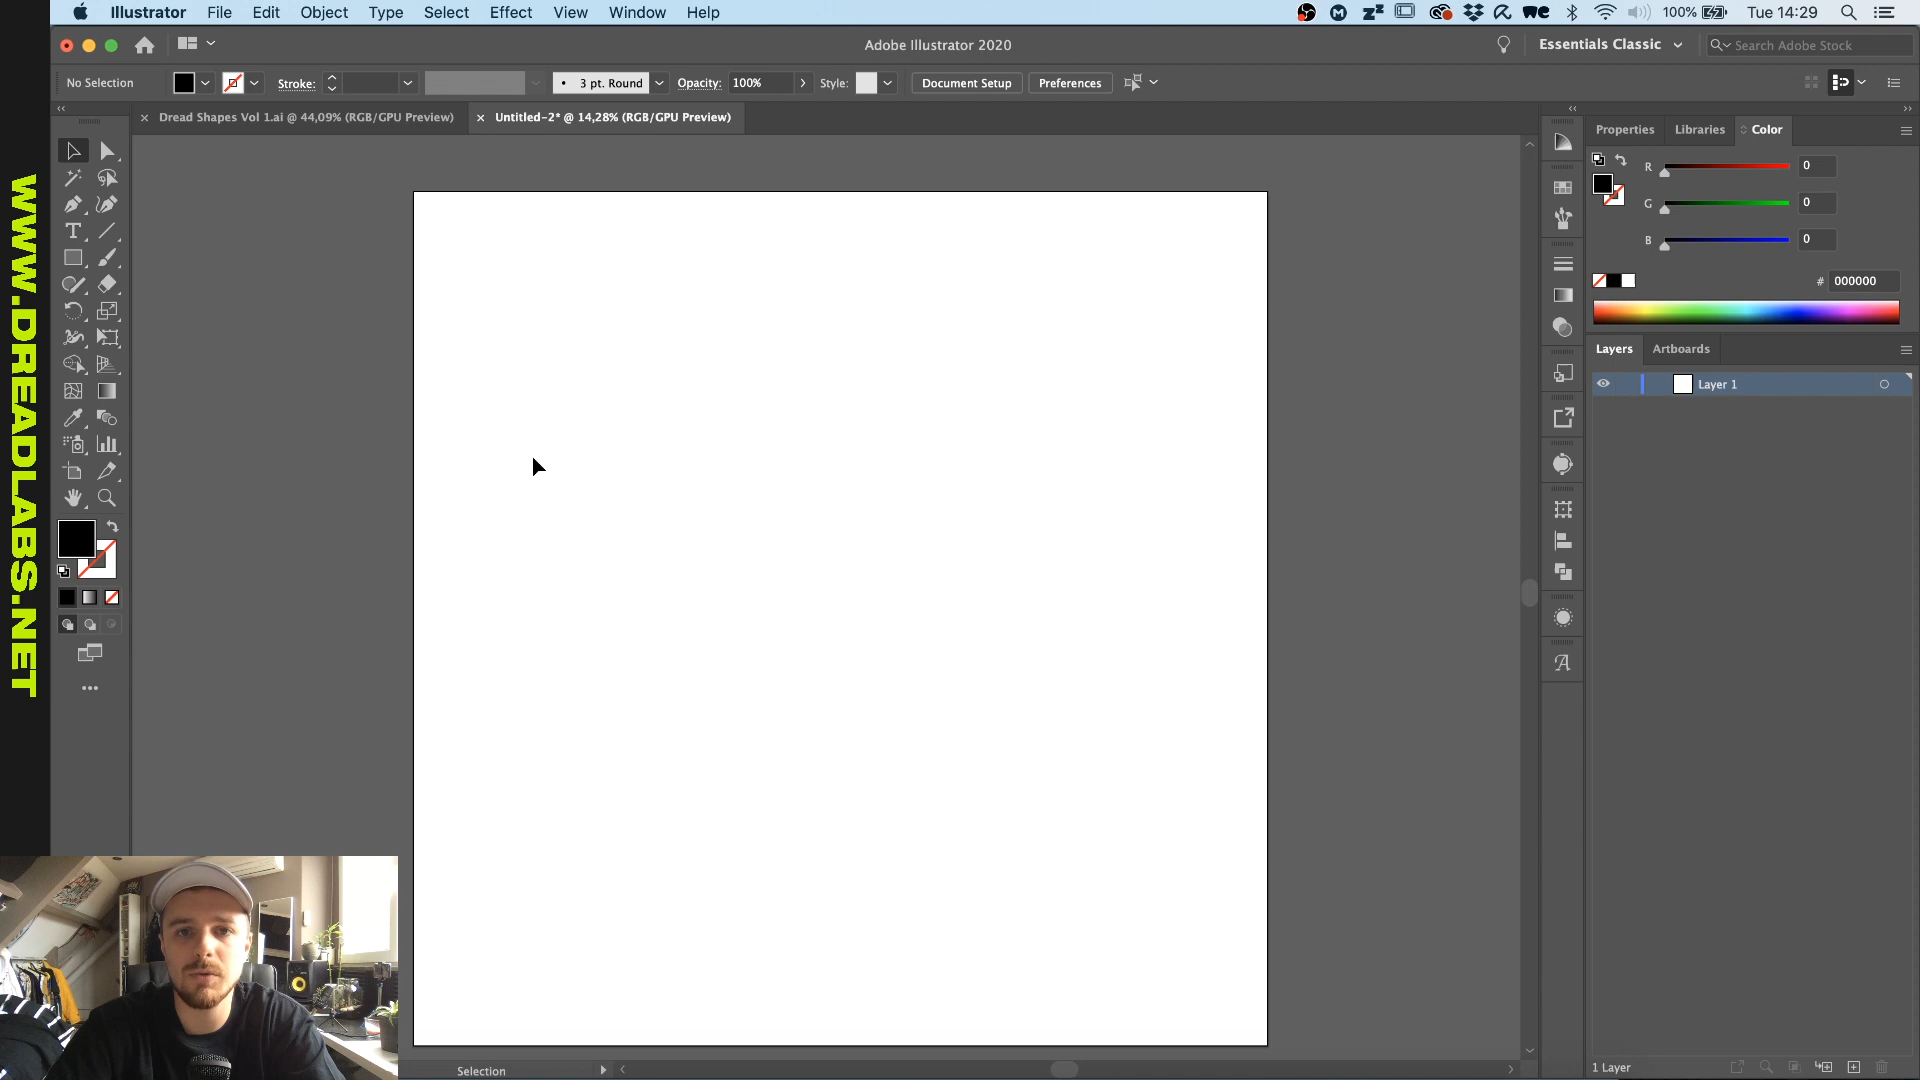 Illustrator File Edit Object Type Select Effect View Window Help
100% Tue 14:29
Adobe Illustrator 2020
Essentials Classic
Search Adobe Stock
No Selection
Stroke:
3 pt. Round
Opacity: 100%
Style:
Document Setup
Preferences
Dread Shapes Vol 1.ai @ 44,09% (RGB/GPU Preview)
Untitled-2* @ 14,28% (RGB/GPU Preview)
Properties Libraries Color
R 0
G 0
B 0
# 000000
Layers Artboards
Layer 1
WWW.DREADLABS.NET
Selection
1 Layer